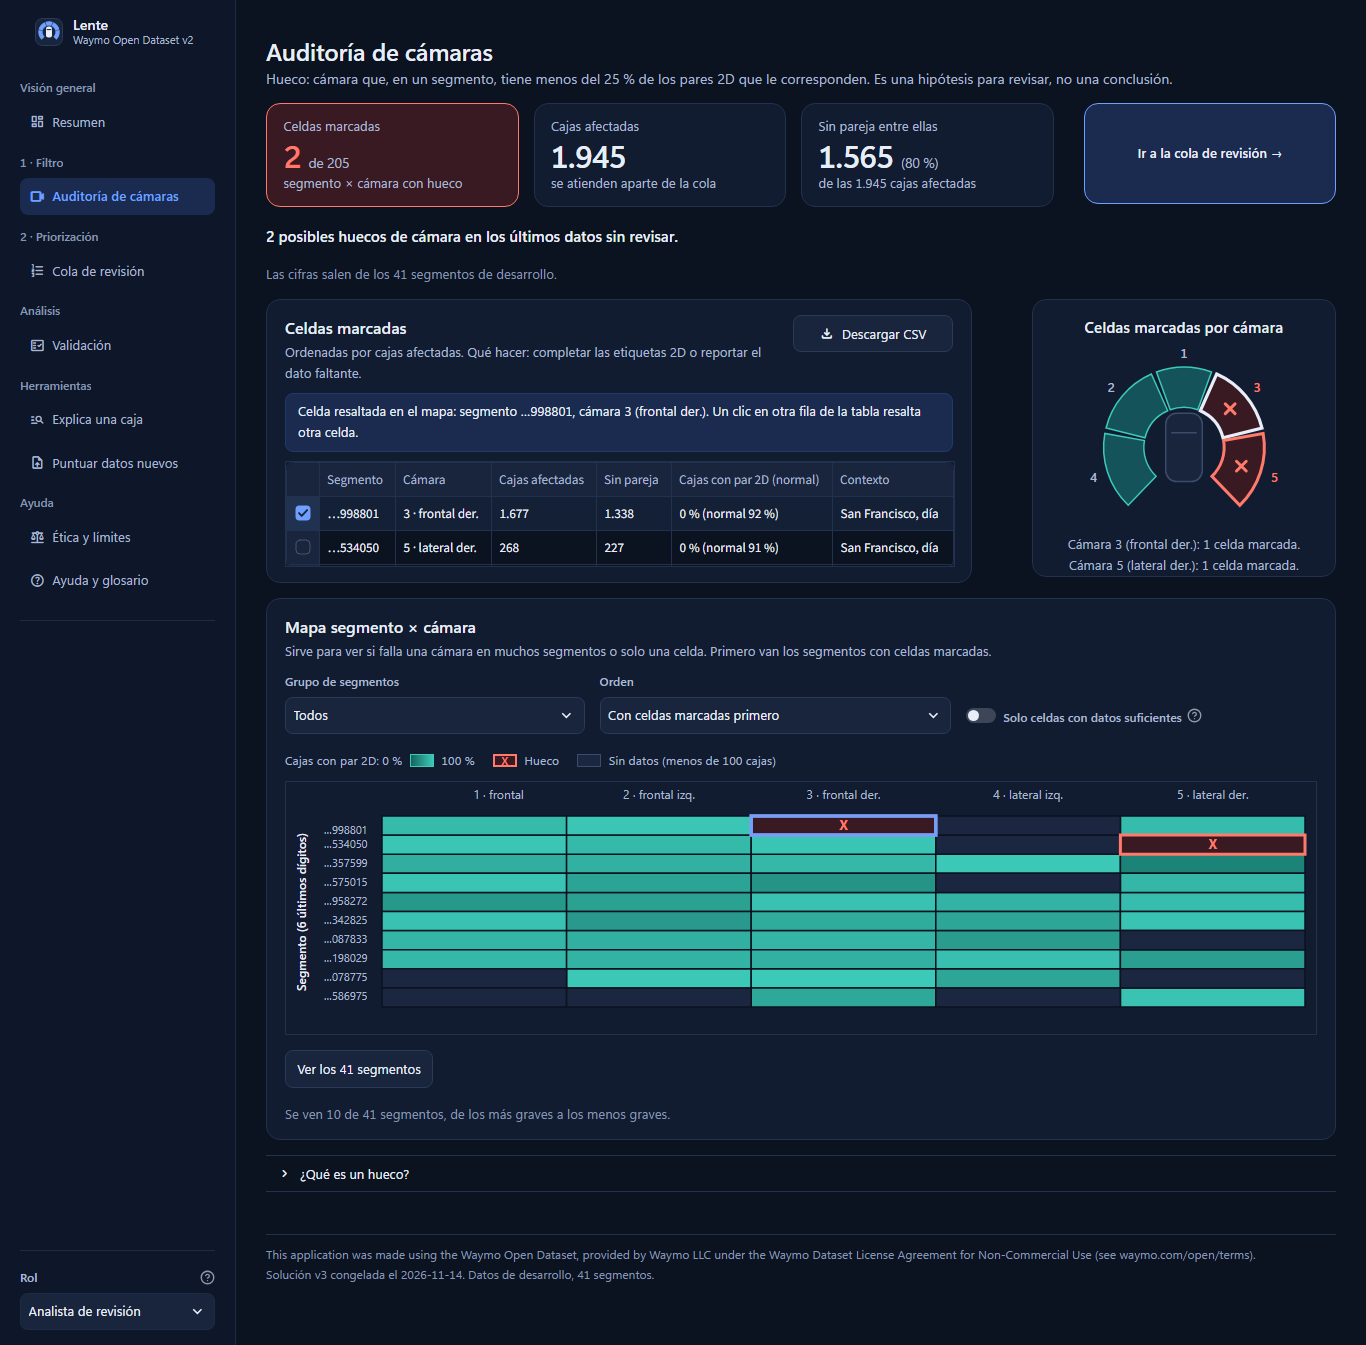 Lente
Waymo Open Dataset v2
Visión general
Resumen
1 · Filtro
Auditoría de cámaras
2 · Priorización
Cola de revisión
Análisis
Validación
Herramientas
Explica una caja
Puntuar datos nuevos
Ayuda
Ética y límites
Ayuda y glosario
Rol
Analista de revisión
Auditoría de cámaras
Hueco: cámara que, en un segmento, tiene menos del 25 % de los pares 2D que le corresponden. Es una hipótesis para revisar, no una conclusión.
Celdas marcadas
2 de 205
segmento × cámara con hueco
Cajas afectadas
1.945
se atienden aparte de la cola
Sin pareja entre ellas
1.565 (80 %)
de las 1.945 cajas afectadas
Ir a la cola de revisión →
2 posibles huecos de cámara en los últimos datos sin revisar.
Las cifras salen de los 41 segmentos de desarrollo.
Celdas marcadas
Ordenadas por cajas afectadas. Qué hacer: completar las etiquetas 2D o reportar el
dato faltante.
Descargar CSV
Celda resaltada en el mapa: segmento ...998801, cámara 3 (frontal der.). Un clic en otra fila de la tabla resalta
otra celda.
Segmento Cámara Cajas afectadas Sin pareja Cajas con par 2D (normal) Contexto
...998801 3 · frontal der. 1.677 1.338 0 % (normal 92 %) San Francisco, día
...534050 5 · lateral der. 268 227 0 % (normal 91 %) San Francisco, día
Celdas marcadas por cámara
1
2 3
4 5
Cámara 3 (frontal der.): 1 celda marcada.
Cámara 5 (lateral der.): 1 celda marcada.
Mapa segmento × cámara
Sirve para ver si falla una cámara en muchos segmentos o solo una celda. Primero van los segmentos con celdas marcadas.
Grupo de segmentos
Todos
Orden
Con celdas marcadas primero
Solo celdas con datos suficientes
Cajas con par 2D: 0 % 100 % X Hueco Sin datos (menos de 100 cajas)
1 · frontal 2 · frontal izq. 3 · frontal der. 4 · lateral izq. 5 · lateral der.
Segmento (6 últimos dígitos)
...998801 X
...534050 X
...357599
...575015
...958272
...342825
...087833
...198029
...078775
...586975
Ver los 41 segmentos
Se ven 10 de 41 segmentos, de los más graves a los menos graves.
¿Qué es un hueco?
This application was made using the Waymo Open Dataset, provided by Waymo LLC under the Waymo Dataset License Agreement for Non-Commercial Use (see waymo.com/open/terms).
Solución v3 congelada el 2026-11-14. Datos de desarrollo, 41 segmentos.